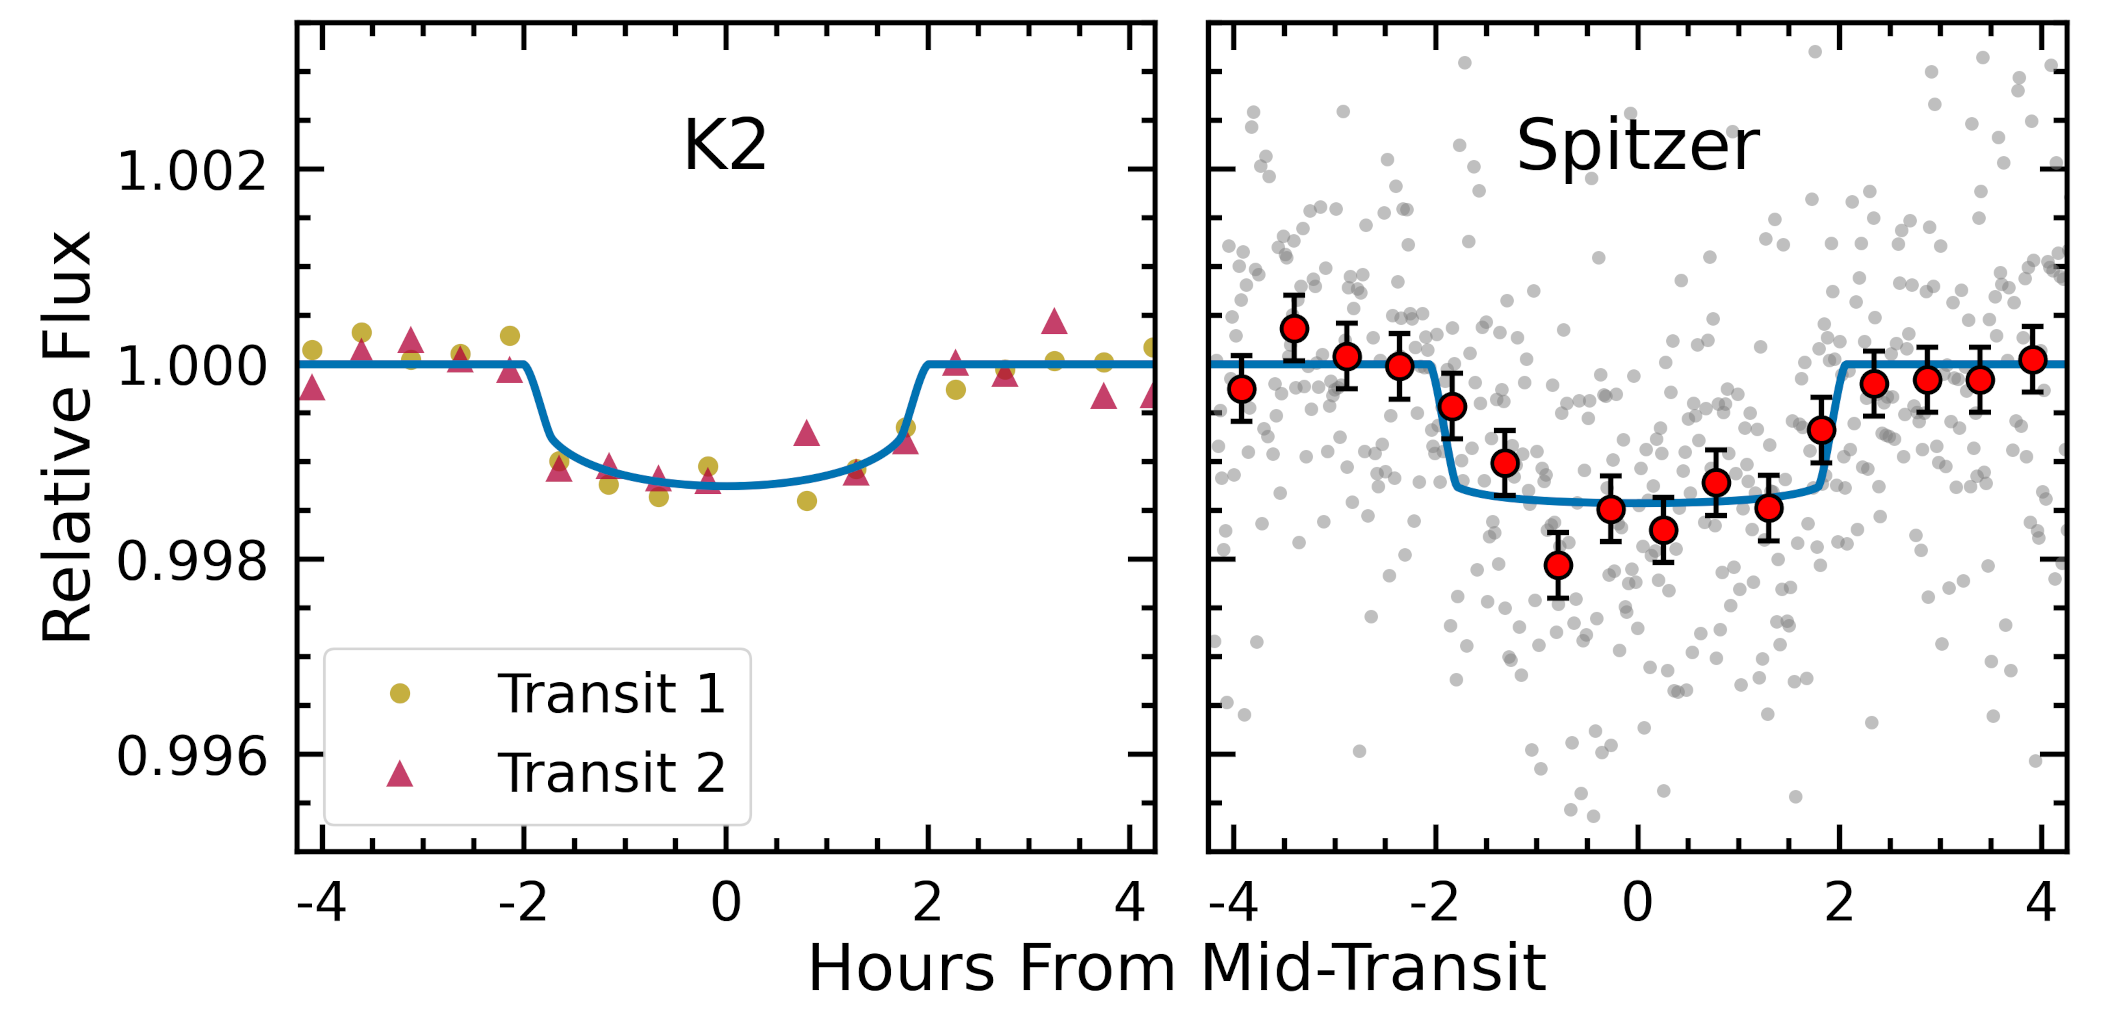 K2
Spitzer
Relative Flux
1.002
1.000
0.998
0.996
Transit 1
Transit 2
-4 -2 0 2 4
-4 -2 0 2 4
Hours From Mid-Transit